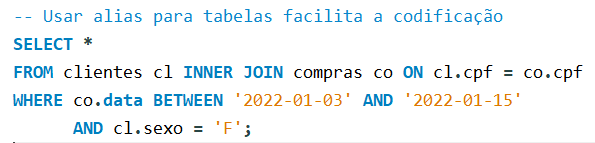 -- Usar alias para tabelas facilita a codificação
SELECT *
FROM clientes cl INNER JOIN compras co ON cl.cpf = co.cpf
WHERE co.data BETWEEN '2022-01-03' AND '2022-01-15'
AND cl.sexo = 'F';